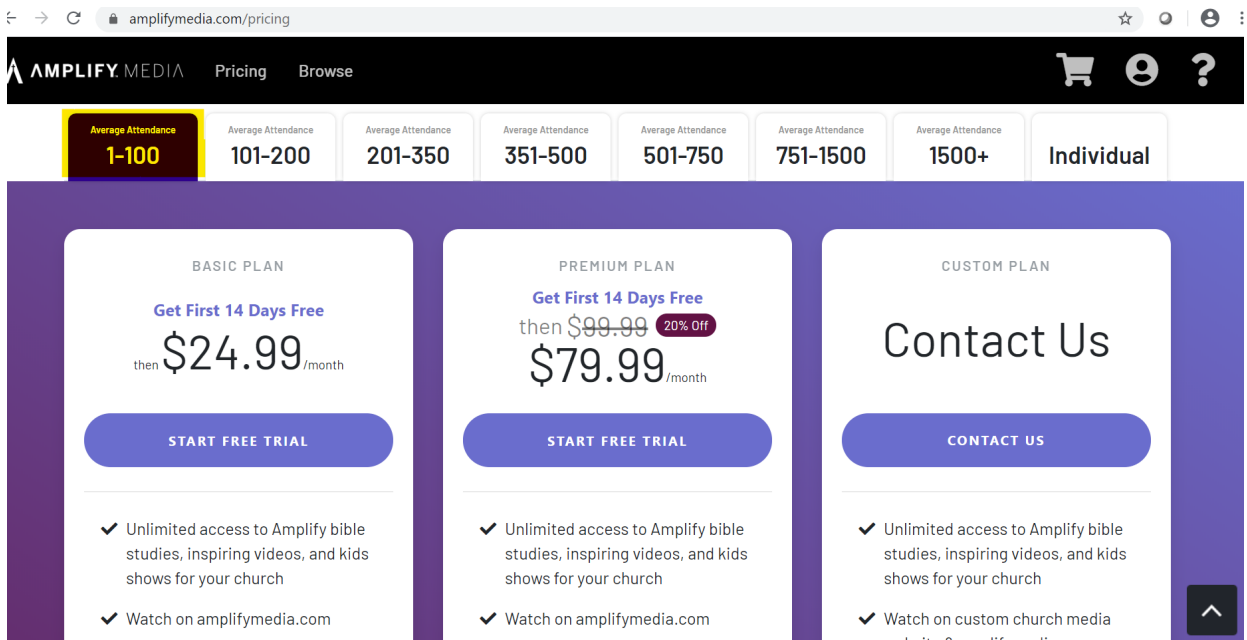 amplifymedia.com/pricing
AMPLIFY. MEDIA Pricing Browse
Average Attendance
1-100
Average Attendance
101-200
Average Attendance
201-350
Average Attendance
351-500
Average Attendance
501-750
Average Attendance
751-1500
Average Attendance
1500+
Individual
BASIC PLAN
Get First 14 Days Free
then $24.99/month
START FREE TRIAL
Unlimited access to Amplify bible
studies, inspiring videos, and kids
shows for your church
Watch on amplifymedia.com
PREMIUM PLAN
Get First 14 Days Free
then $99.99 20% Off
$79.99/month
START FREE TRIAL
Unlimited access to Amplify bible
studies, inspiring videos, and kids
shows for your church
Watch on amplifymedia.com
CUSTOM PLAN
Contact Us
CONTACT US
Unlimited access to Amplify bible
studies, inspiring videos, and kids
shows for your church
Watch on custom church media